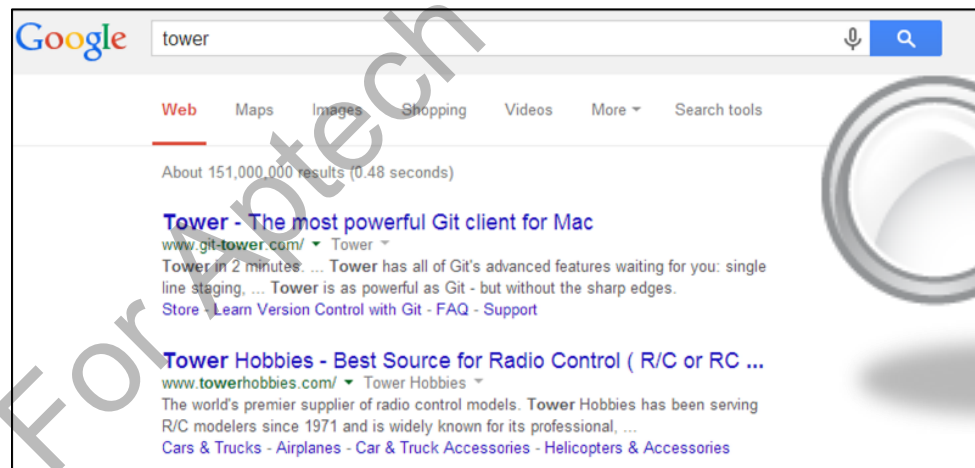 Google
tower
Web Maps Images Shopping Videos More Search tools
About 151,000,000 results (0.48 seconds)
Tower - The most powerful Git client for Mac
www.git-tower.com/ Tower
Tower in 2 minutes. ... Tower has all of Git's advanced features waiting for you: single
line staging, ... Tower is as powerful as Git - but without the sharp edges.
Store - Learn Version Control with Git - FAQ - Support
Tower Hobbies - Best Source for Radio Control ( R/C or RC ...
www.towerhobbies.com/ Tower Hobbies
The world's premier supplier of radio control models. Tower Hobbies has been serving
R/C modelers since 1971 and is widely known for its professional, ...
Cars & Trucks - Airplanes - Car & Truck Accessories - Helicopters & Accessories
For Aptech